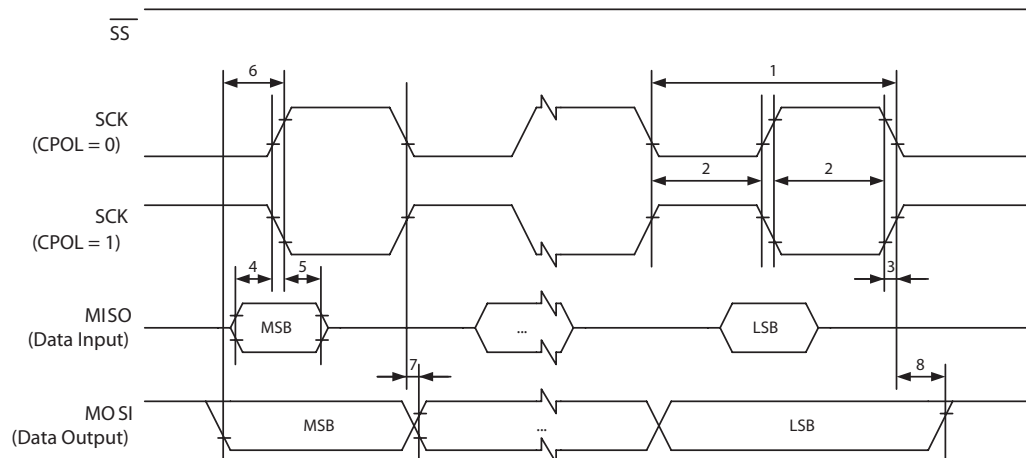 SS
6
1
SCK
(CPOL = 0)
2
2
SCK
(CPOL = 1)
4
5
3
MISO
(Data Input)
MSB
...
LSB
7
8
MOSI
(Data Output)
MSB
...
LSB